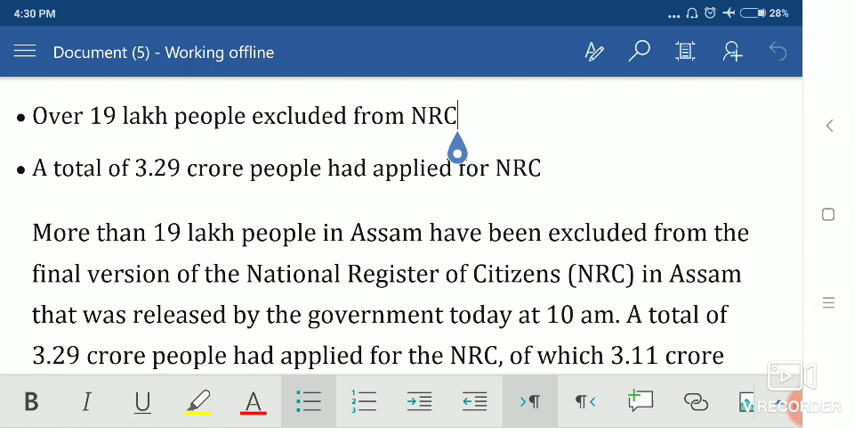 4:30 PM
28%
Document (5) - Working offline
• Over 19 lakh people excluded from NRC
• A total of 3.29 crore people had applied for NRC
More than 19 lakh people in Assam have been excluded from the
final version of the National Register of Citizens (NRC) in Assam
that was released by the government today at 10 am. A total of
3.29 crore people had applied for the NRC, of which 3.11 crore
B I U A
VIRECORDER